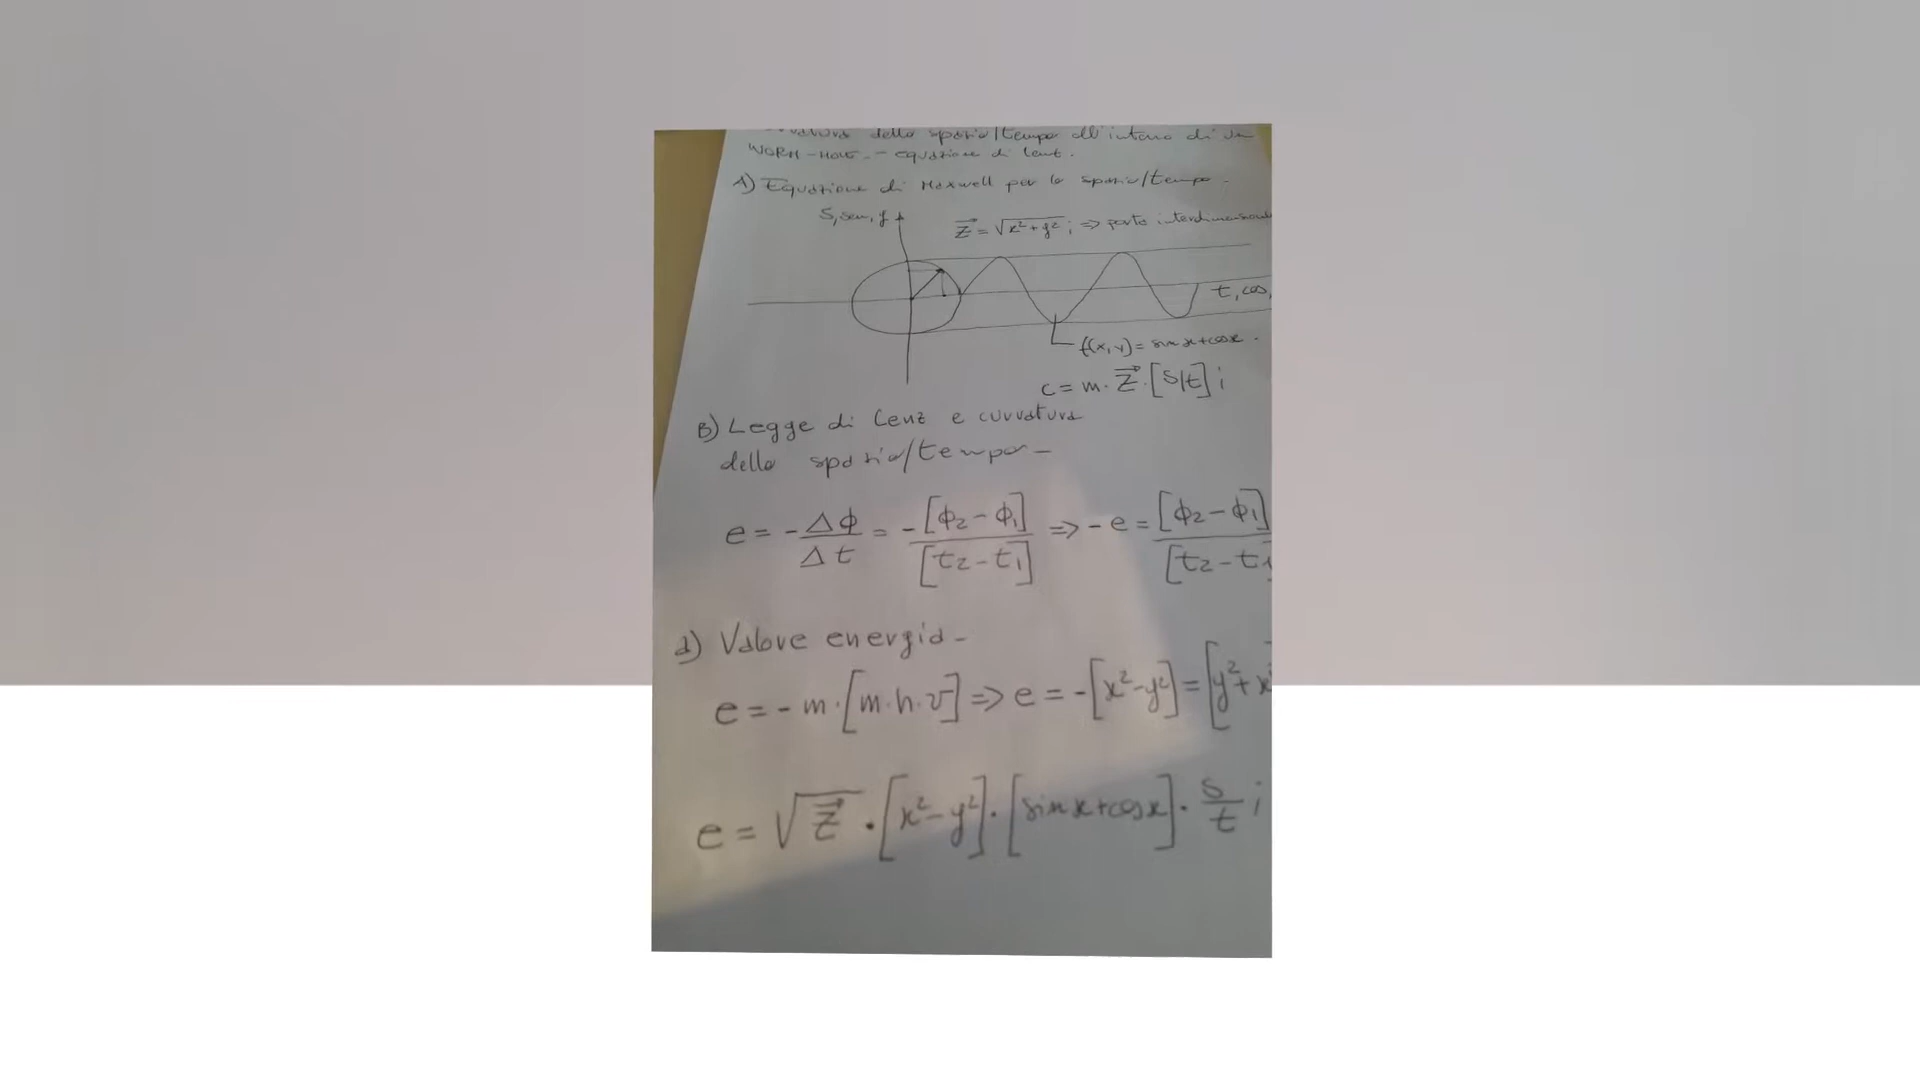 dello spazio/tempo all'interno di un
WORM-HOLE - equazione di Lenz.
A) Equazione di Maxwell per lo spazio/tempo -
S, sen, y
Z⃗ = √x²+y² i ⇒ porta interdimensional
t, cos,
f(x,y) = sin x + cos x.
c = m · Z⃗ · [S/t] i
B) Legge di Lenz e curvatura
dello spazio/tempo -
e = - Δφ/Δt = - [φ2 - φ1]/[t2 - t1] ⇒ - e = [φ2 - φ1]/[t2 - t1
d) Valore energia -
e = - m · [m · h · v] ⇒ e = - [x² - y²] = [y² + x
e = √Z⃗ · [x² - y²] · [sin x + cos x] · S/t i